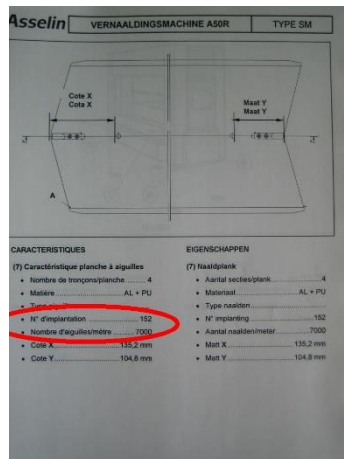 Asselin
VERNAALDINGSMACHINE A50R
TYPE SM
Cote X
Cota X
Maat Y
Maat Y
A
CARACTERISTIQUES
(7) Caractéristique planche à aiguilles
• Nombre de tronçons/planche 4
• Matière AL + PU
• N° d'implantation 152
• Nombre d'aiguilles/mètre 7000
• Cote X 135,2 mm
• Cote Y 104,8 mm
EIGENSCHAPPEN
(7) Naaldplank
• Aantal secties/plank 4
• Materiaal AL + PU
• Type naalden
• N° implanting 152
• Aantal naalden/meter 7000
• Matt X 135,2 mm
• Matt Y 104,8 mm